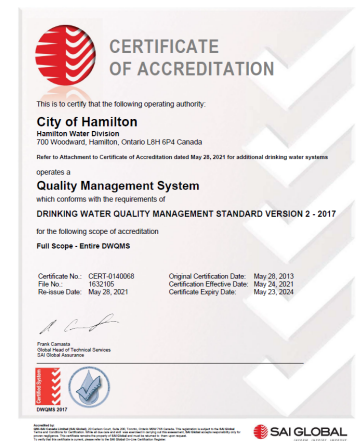 CERTIFICATE
OF ACCREDITATION
This is to certify that the following operating authority:
City of Hamilton
Hamilton Water Division
700 Woodward, Hamilton, Ontario L8H 6P4 Canada
Refer to Attachment to Certificate of Accreditation dated May 28, 2021 for additional drinking water systems
operates a
Quality Management System
which conforms with the requirements of
DRINKING WATER QUALITY MANAGEMENT STANDARD VERSION 2 - 2017
for the following scope of accreditation
Full Scope - Entire DWQMS
Certificate No.: CERT-0140068 Original Certification Date: May 28, 2013
File No.: 1632105 Certification Effective Date: May 24, 2021
Re-issue Date: May 28, 2021 Certificate Expiry Date: May 23, 2024
Frank Camasta
Global Head of Technical Services
SAI Global Assurance
Certified System
DWQMS 2017
Accredited by:
SAI GLOBAL